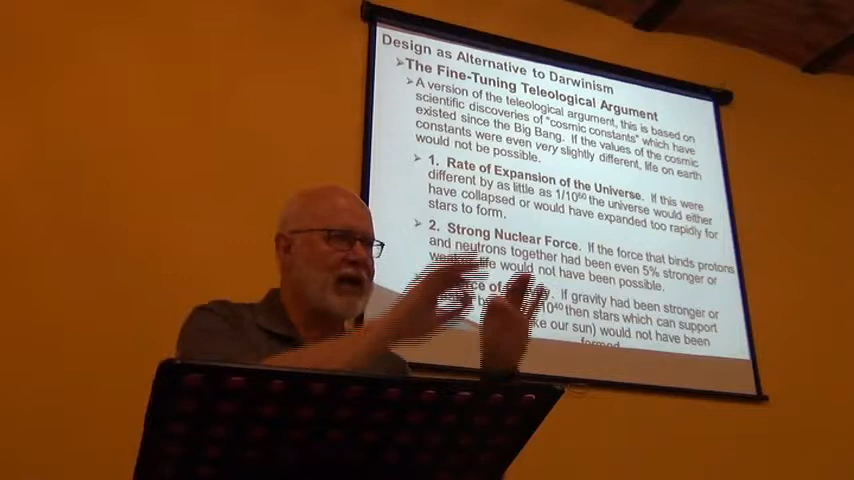 Design as Alternative to Darwinism
The Fine-Tuning Teleological Argument
A version of the teleological argument, this is based on
scientific discoveries of "cosmic constants" which have
existed since the Big Bang. If the values of the cosmic
constants were even very slightly different, life on earth
would not be possible.
1. Rate of Expansion of the Universe. If this were
different by as little as 1/10⁶⁰ the universe would either
have collapsed or would have expanded too rapidly for
stars to form.
2. Strong Nuclear Force. If the force that binds protons
and neutrons together had been even 5% stronger or
life would not have been possible.
of If gravity had been stronger or
10⁴⁰ then stars which can support
our sun) would not have been
formed